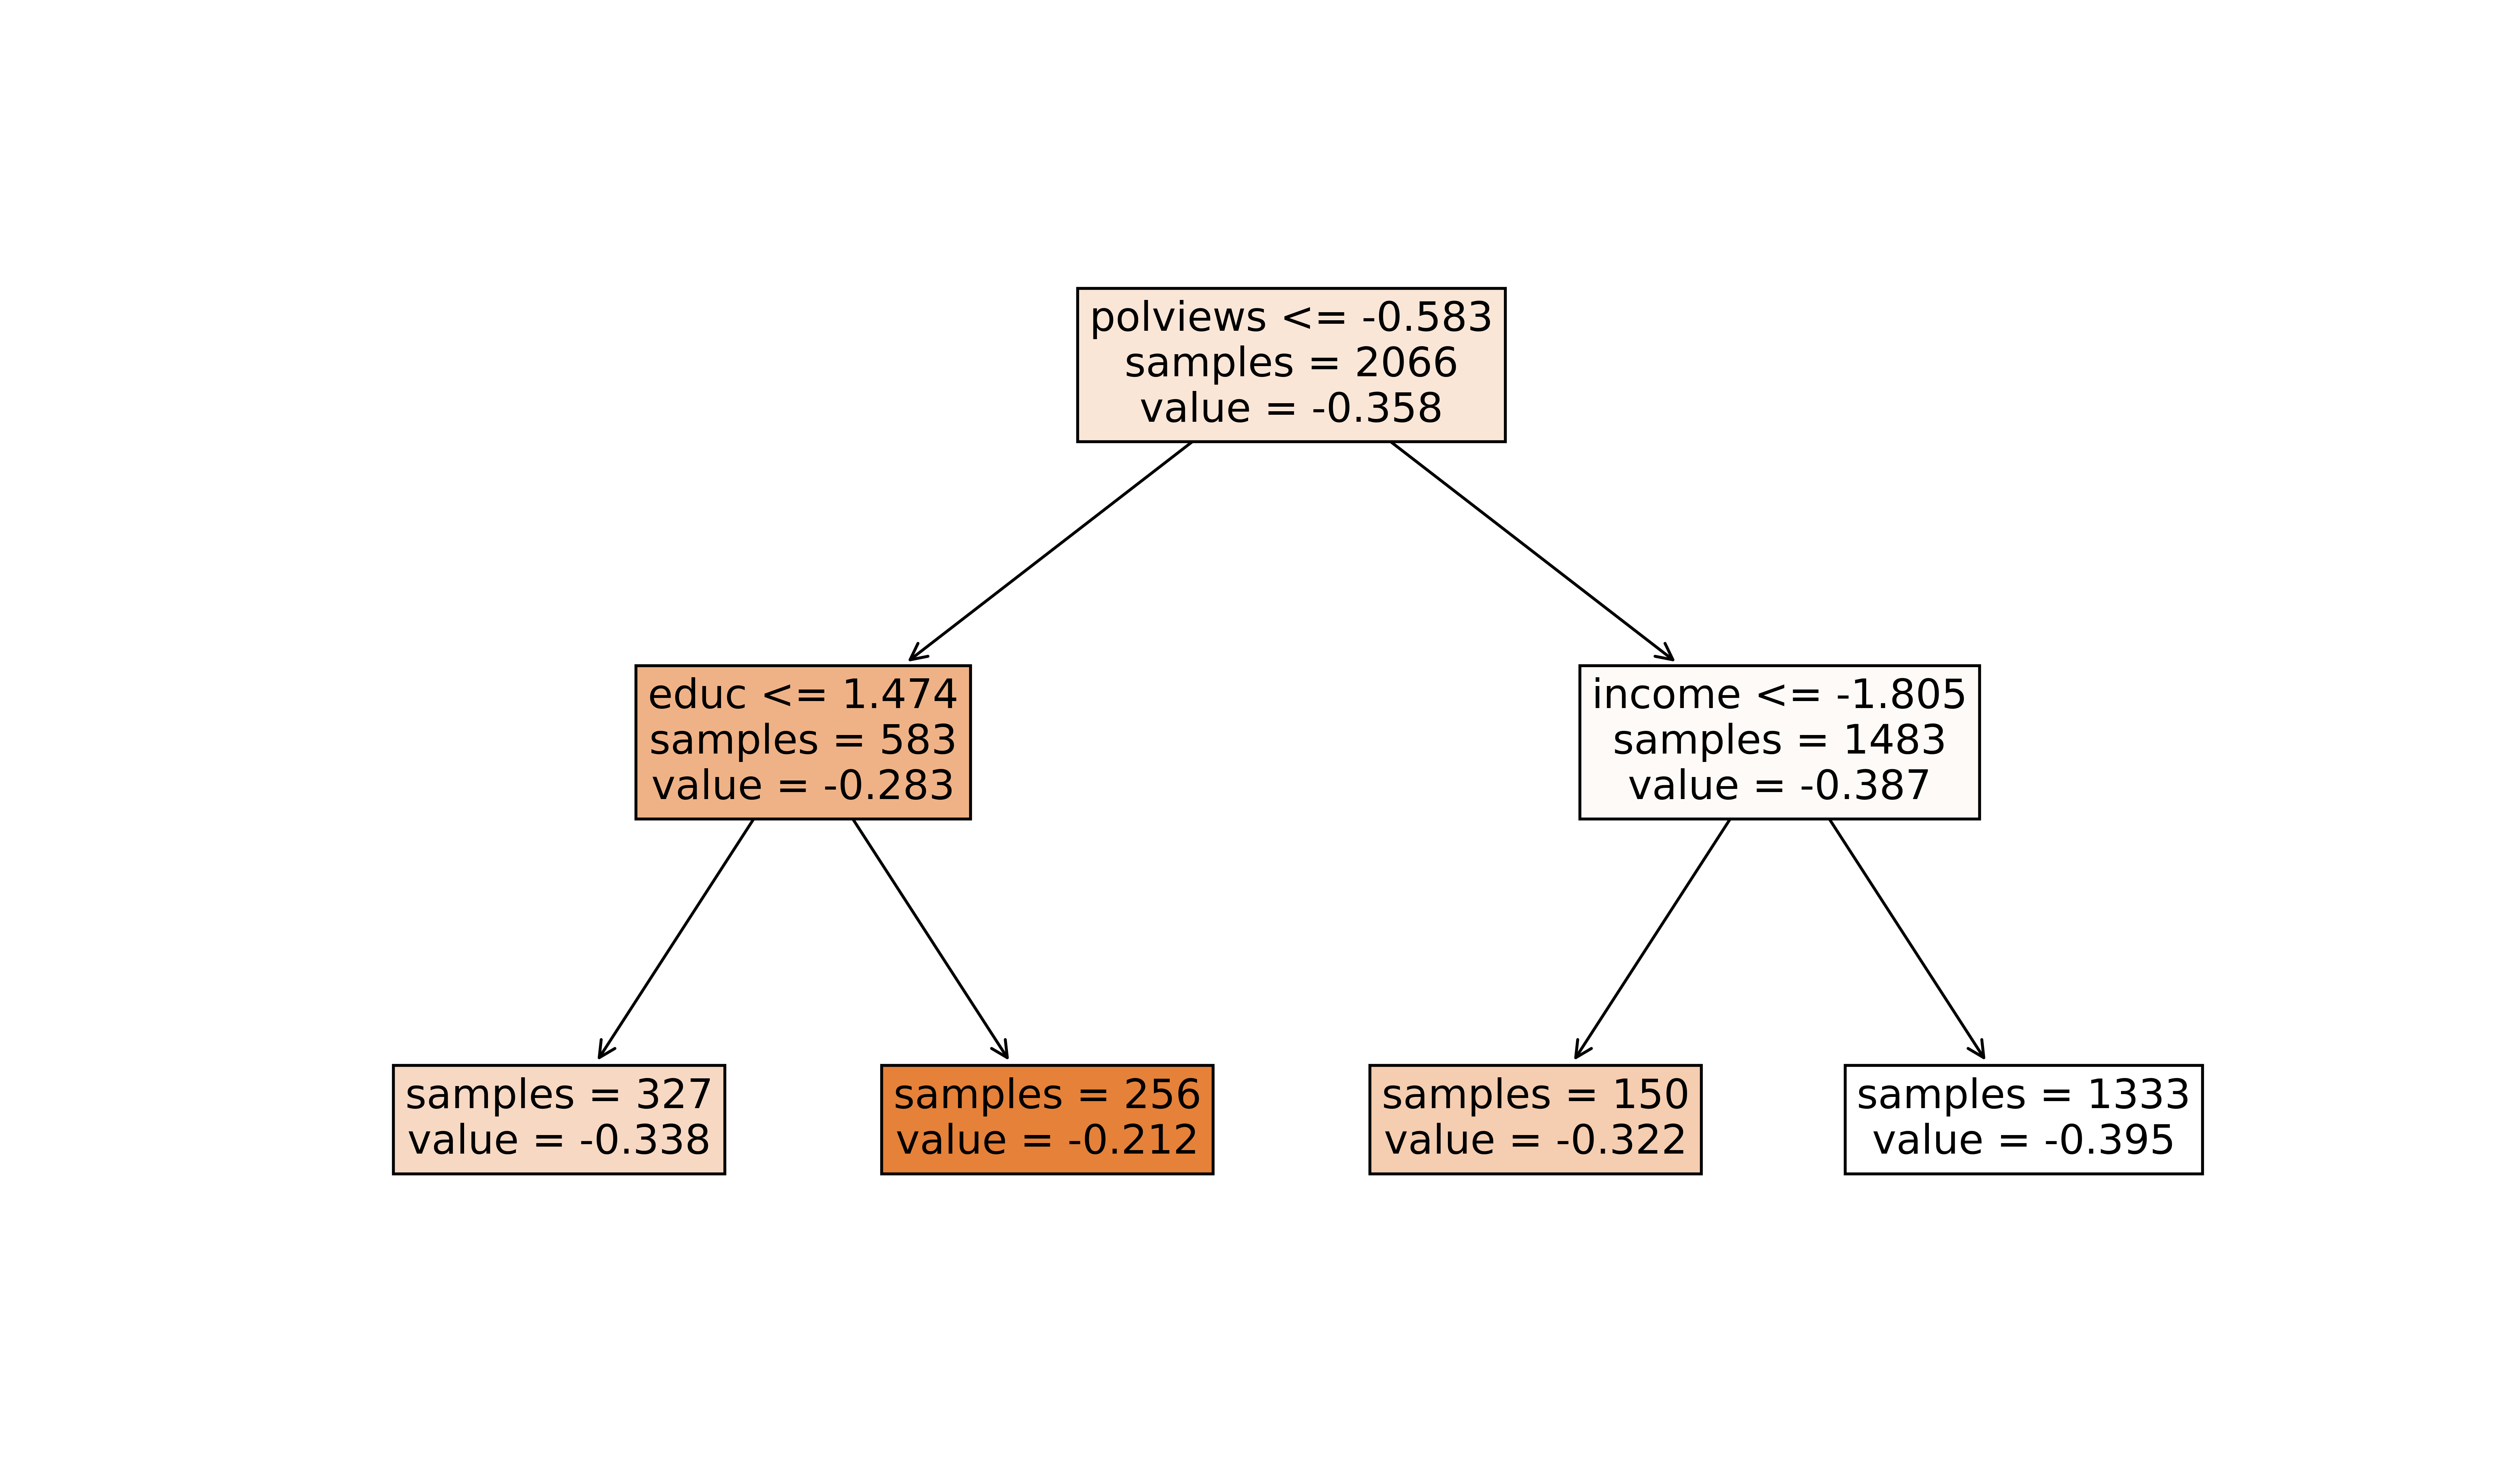 polviews <= -0.583
samples = 2066
value = -0.358
educ <= 1.474
samples = 583
value = -0.283
income <= -1.805
samples = 1483
value = -0.387
samples = 327
value = -0.338
samples = 256
value = -0.212
samples = 150
value = -0.322
samples = 1333
value = -0.395